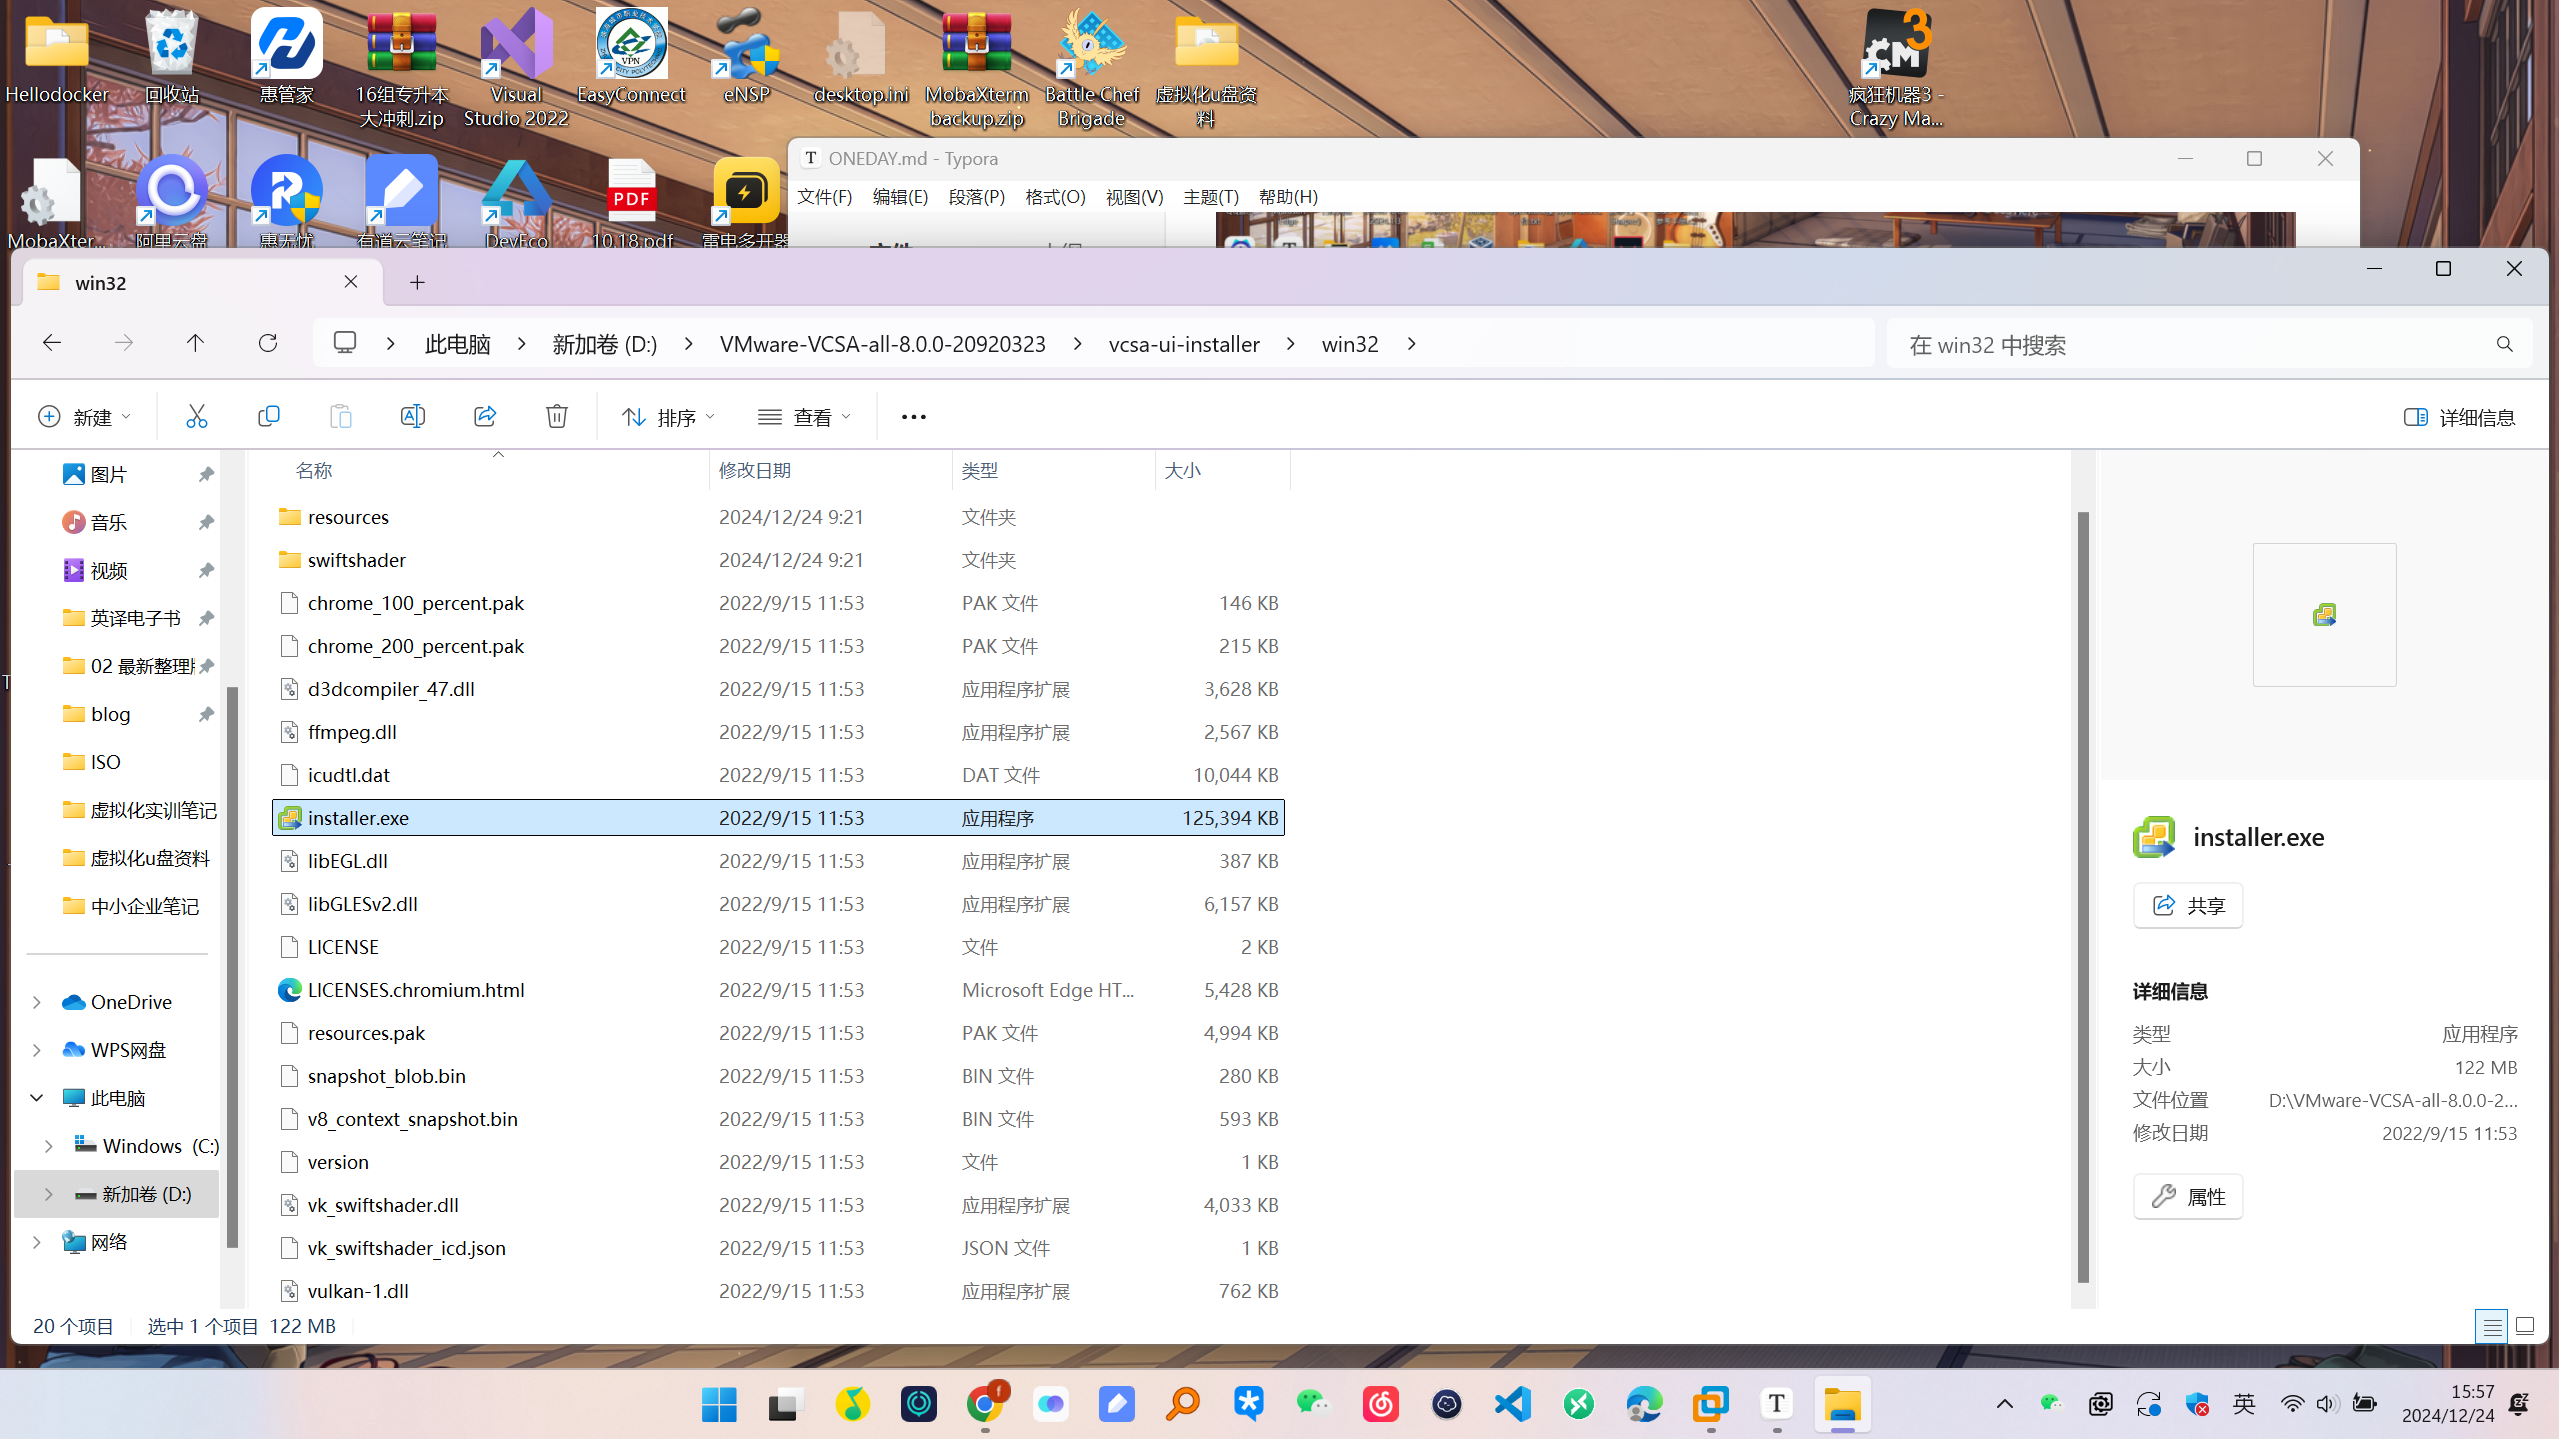 Hellodocker
回收站
惠管家
16组专升本
大冲刺.zip
Visual
Studio 2022
EasyConnect
eNSP
desktop.ini
MobaXterm
backup.zip
Battle Chef
Brigade
虚拟化u盘资
料
疯狂机器3 -
Crazy Ma...
VPN
PDF
MobaXter...
阿里云盘
惠无忧
有道云笔记
DevEco
10.18.pdf
雷电多开器
ONEDAY.md - Typora
文件(F) 编辑(E) 段落(P) 格式(O) 视图(V) 主题(T) 帮助(H)
win32
此电脑 > 新加卷 (D:) > VMware-VCSA-all-8.0.0-20920323 > vcsa-ui-installer > win32 >
在 win32 中搜索
新建 排序 查看 ... 详细信息
图片
音乐
视频
英译电子书
02 最新整理
blog
ISO
虚拟化实训笔记
虚拟化u盘资料
中小企业笔记
OneDrive
WPS网盘
此电脑
Windows (C:)
新加卷 (D:)
网络
名称 修改日期 类型 大小
resources 2024/12/24 9:21 文件夹
swiftshader 2024/12/24 9:21 文件夹
chrome_100_percent.pak 2022/9/15 11:53 PAK 文件 146 KB
chrome_200_percent.pak 2022/9/15 11:53 PAK 文件 215 KB
d3dcompiler_47.dll 2022/9/15 11:53 应用程序扩展 3,628 KB
ffmpeg.dll 2022/9/15 11:53 应用程序扩展 2,567 KB
icudtl.dat 2022/9/15 11:53 DAT 文件 10,044 KB
installer.exe 2022/9/15 11:53 应用程序 125,394 KB
libEGL.dll 2022/9/15 11:53 应用程序扩展 387 KB
libGLESv2.dll 2022/9/15 11:53 应用程序扩展 6,157 KB
LICENSE 2022/9/15 11:53 文件 2 KB
LICENSES.chromium.html 2022/9/15 11:53 Microsoft Edge HT... 5,428 KB
resources.pak 2022/9/15 11:53 PAK 文件 4,994 KB
snapshot_blob.bin 2022/9/15 11:53 BIN 文件 280 KB
v8_context_snapshot.bin 2022/9/15 11:53 BIN 文件 593 KB
version 2022/9/15 11:53 文件 1 KB
vk_swiftshader.dll 2022/9/15 11:53 应用程序扩展 4,033 KB
vk_swiftshader_icd.json 2022/9/15 11:53 JSON 文件 1 KB
vulkan-1.dll 2022/9/15 11:53 应用程序扩展 762 KB
installer.exe
共享
详细信息
类型 应用程序
大小 122 MB
文件位置 D:\VMware-VCSA-all-8.0.0-2...
修改日期 2022/9/15 11:53
属性
20 个项目 选中 1 个项目 122 MB
英
15:57
2024/12/24